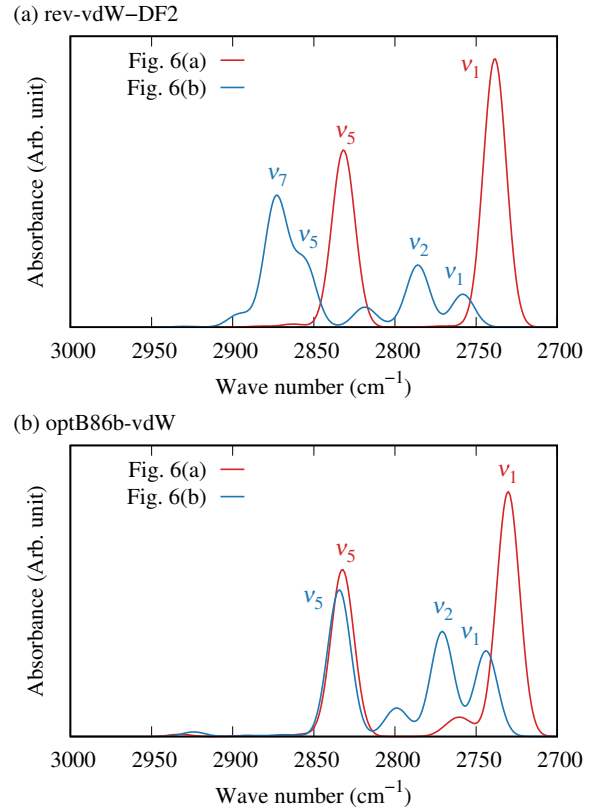 (a) rev-vdW−DF2
Fig. 6(a)
Fig. 6(b)
ν1
ν5
ν7
ν5
ν2
ν1
Absorbance (Arb. unit)
3000 2950 2900 2850 2800 2750 2700
Wave number (cm−1)
(b) optB86b-vdW
Fig. 6(a)
Fig. 6(b)
ν1
ν5
ν5
ν2
ν1
Absorbance (Arb. unit)
3000 2950 2900 2850 2800 2750 2700
Wave number (cm−1)